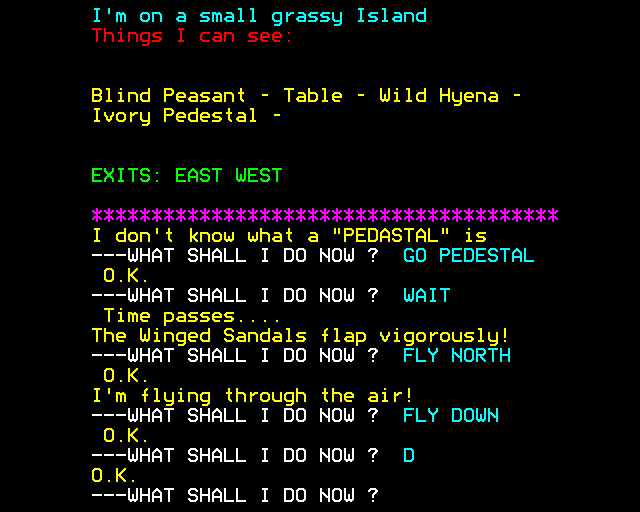 I'm on a small grassy Island
Things I can see:
Blind Peasant - Table - Wild Hyena -
Ivory Pedestal -
EXITS: EAST WEST
***************************************
I don't know what a "PEDASTAL" is
---WHAT SHALL I DO NOW ?  GO PEDESTAL
O.K.
---WHAT SHALL I DO NOW ?  WAIT
Time passes....
The Winged Sandals flap vigorously!
---WHAT SHALL I DO NOW ?  FLY NORTH
O.K.
I'm flying through the air!
---WHAT SHALL I DO NOW ?  FLY DOWN
O.K.
---WHAT SHALL I DO NOW ?  D
O.K.
---WHAT SHALL I DO NOW ?